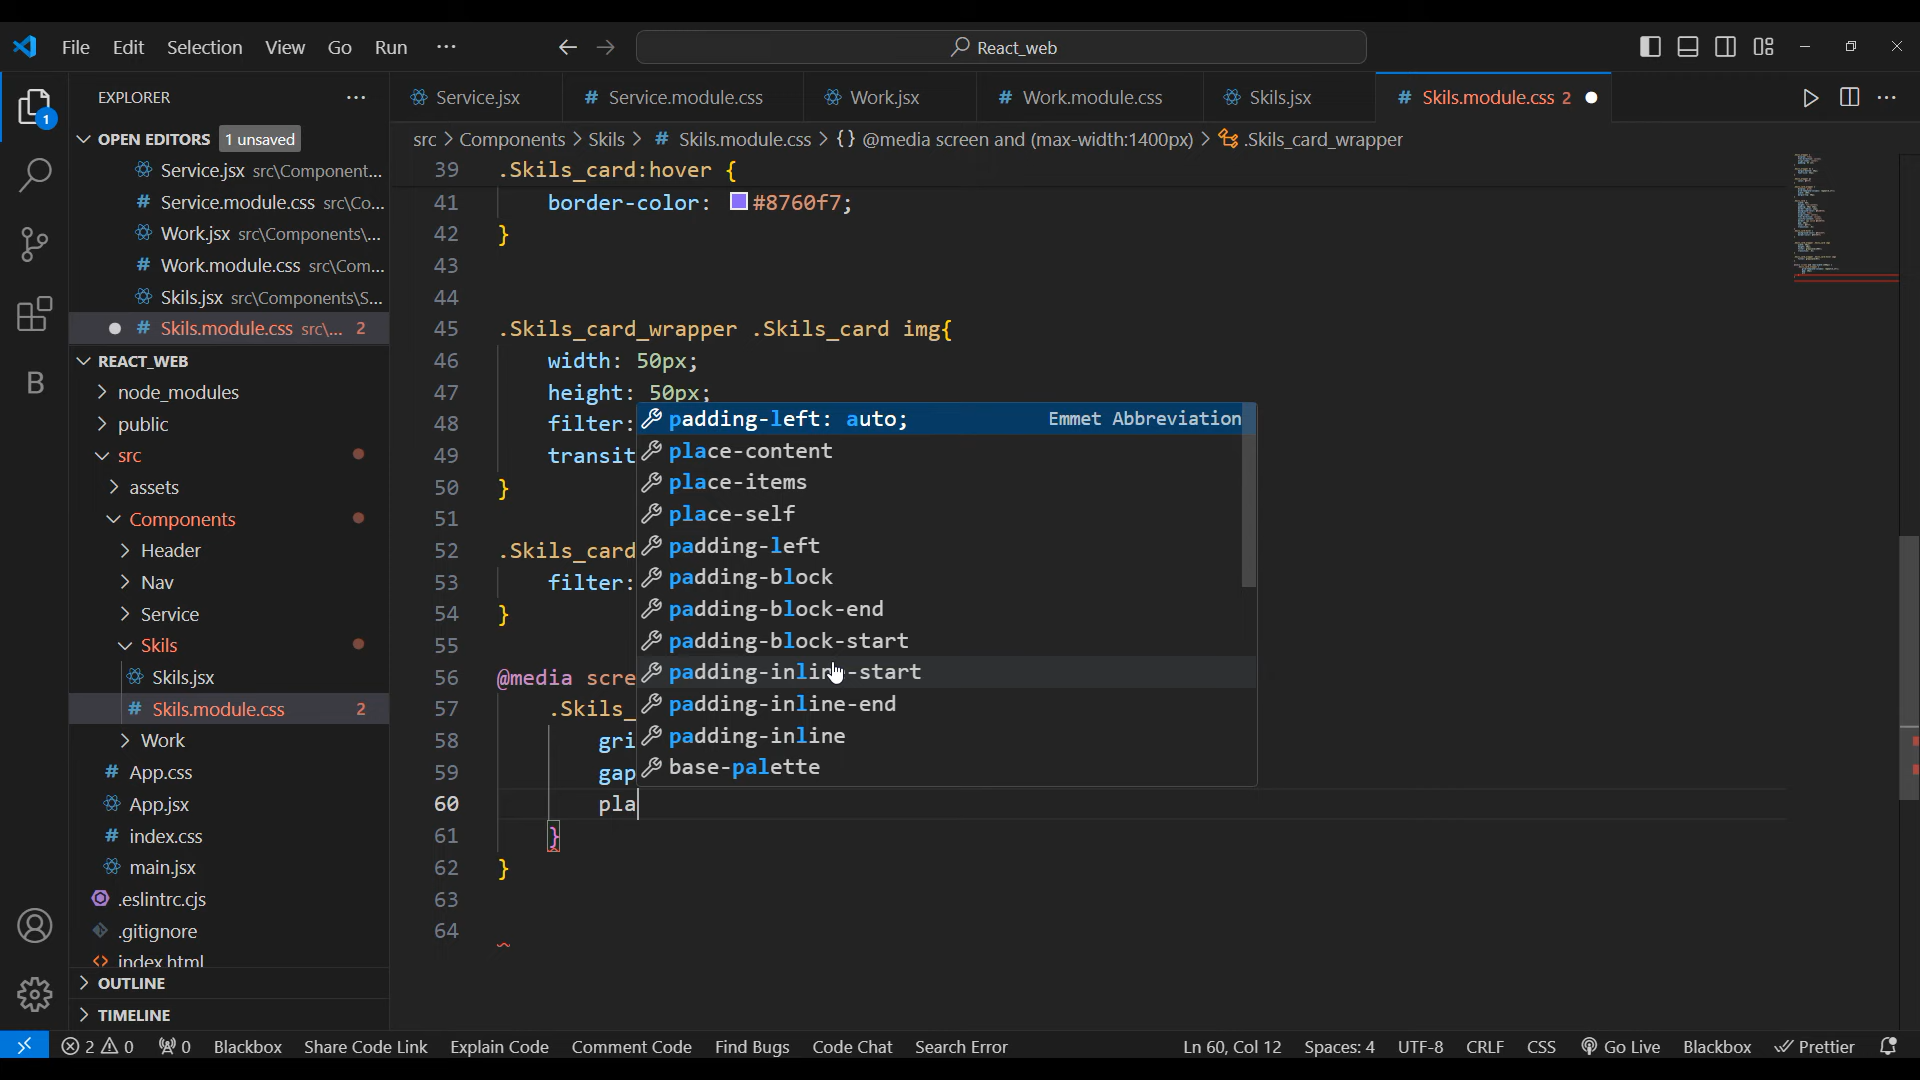 File Edit Selection View Go Run ··· React_web
EXPLORER ···
Service.jsx # Service.module.css Work.jsx # Work.module.css Skils.jsx # Skils.module.css 2
OPEN EDITORS 1 unsaved
Service.jsx src\Component...
# Service.module.css src\Co...
Work.jsx src\Components\...
# Work.module.css src\Com...
Skils.jsx src\Components\S...
# Skils.module.css src\... 2
REACT_WEB
node_modules
public
src
assets
Components
Header
Nav
Service
Skils
Skils.jsx
# Skils.module.css 2
Work
# App.css
App.jsx
# index.css
main.jsx
.eslintrc.cjs
.gitignore
<> index.html
OUTLINE
TIMELINE
src > Components > Skils > # Skils.module.css > {} @media screen and (max-width:1400px) > .Skils_card_wrapper
39 .Skils_card:hover {
41 border-color: #8760f7;
42 }
43
44
45 .Skils_card_wrapper .Skils_card img{
46 width: 50px;
47 height: 50px;
48 filter:
49 transit
50 }
51
52 .Skils_card
53 filter:
54 }
55
56 @media scre
57 .Skils_
58 gri
59 gap
60 pla
61 }
62 }
63
64
padding-left: auto; Emmet Abbreviation
place-content
place-items
place-self
padding-left
padding-block
padding-block-end
padding-block-start
padding-inline-start
padding-inline-end
padding-inline
base-palette
2 0 0 Blackbox Share Code Link Explain Code Comment Code Find Bugs Code Chat Search Error Ln 60, Col 12 Spaces: 4 UTF-8 CRLF CSS Go Live Blackbox Prettier